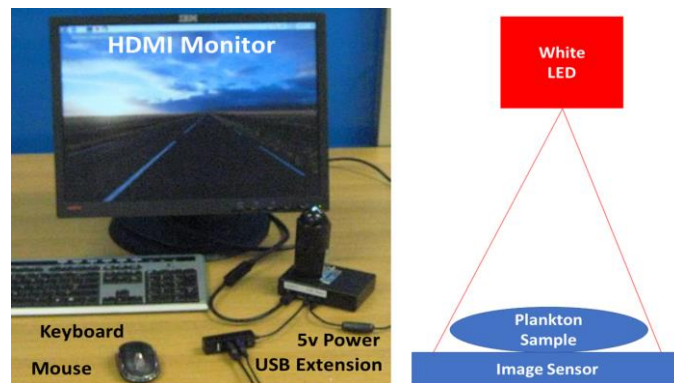 IBM
HDMI Monitor
Keyboard
Mouse
5v Power
USB Extension
White
LED
Plankton
Sample
Image Sensor